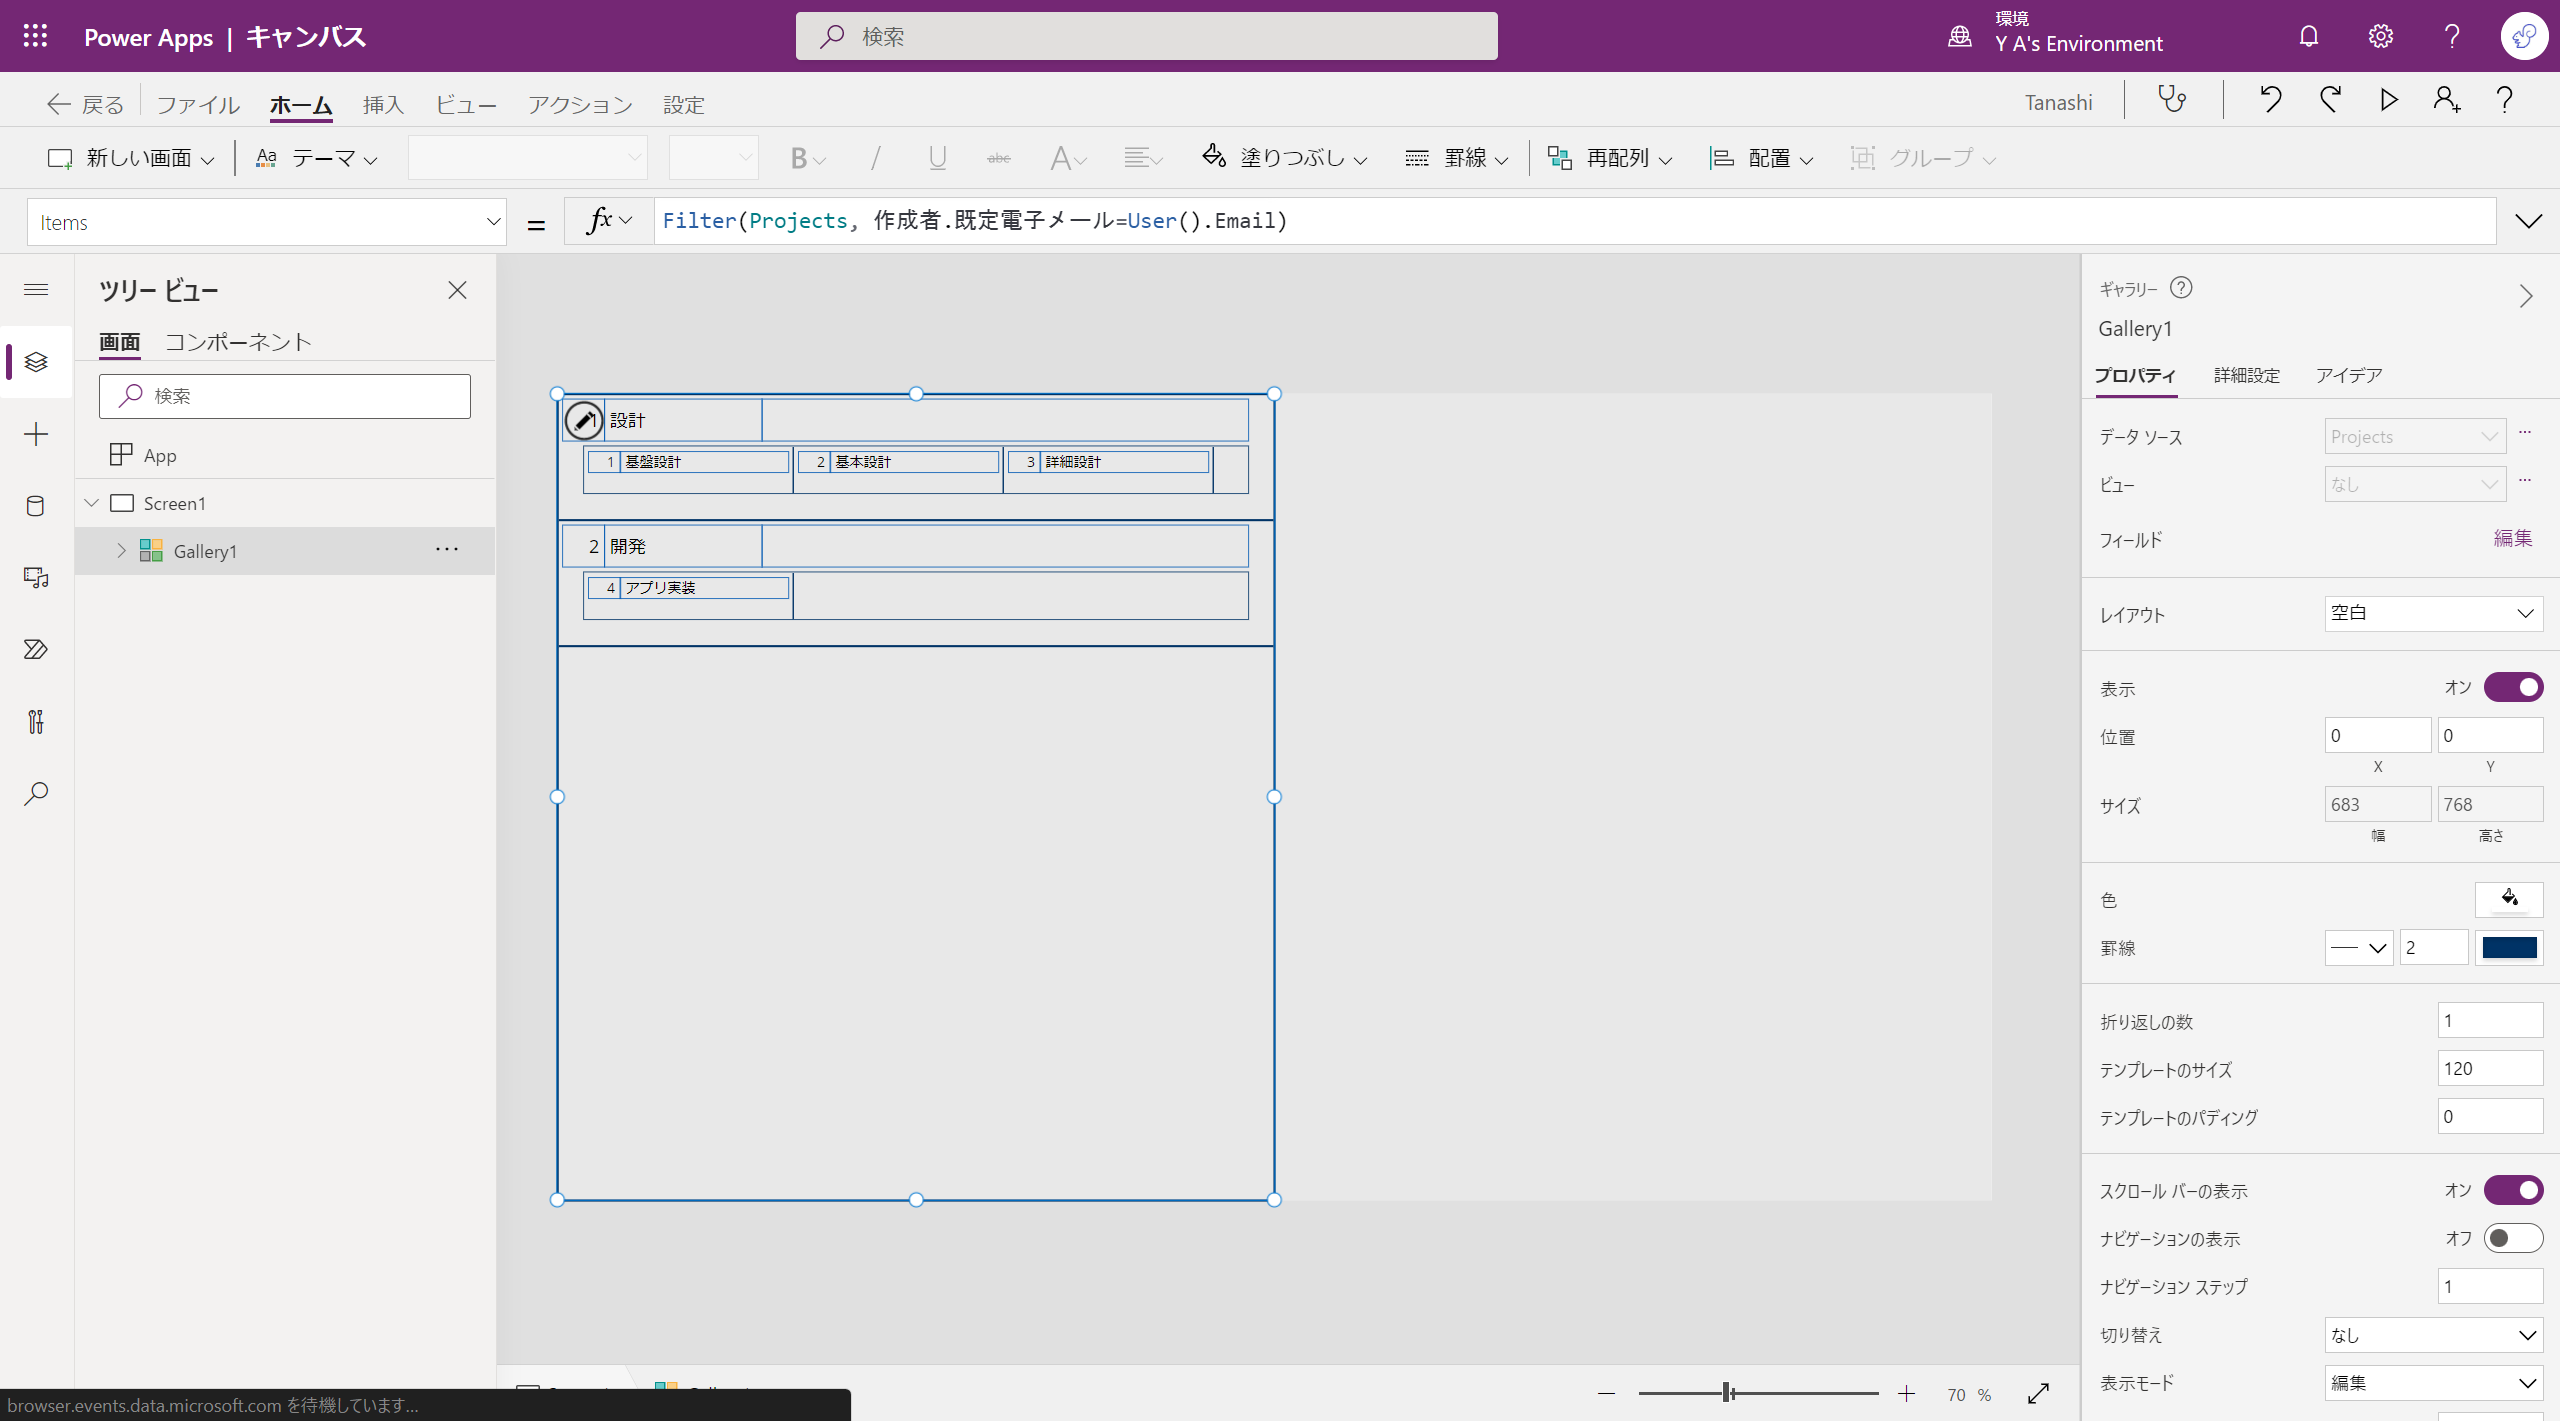 Power Apps | キャンバス
検索
環境
Y A's Environment
戻る
ファイル ホーム 挿入 ビュー アクション 設定
Tanashi
新しい画面 Aa テーマ B / U abc A 塗りつぶし 罫線 再配列 配置 グループ
Items = fx Filter(Projects, 作成者.既定電子メール=User().Email)
ツリー ビュー
画面 コンポーネント
検索
App
Screen1
Gallery1 ...
1 設計
1 基盤設計 2 基本設計 3 詳細設計
2 開発
4 アプリ実装
ギャラリー
Gallery1
プロパティ 詳細設定 アイデア
データ ソース Projects ...
ビュー なし ...
フィールド 編集
レイアウト 空白
表示 オン
位置 0 0
X Y
サイズ 683 768
幅 高さ
色
罫線 2
折り返しの数 1
テンプレートのサイズ 120
テンプレートのパディング 0
スクロール バーの表示 オン
ナビゲーションの表示 オフ
ナビゲーション ステップ 1
切り替え なし
表示モード 編集
70 %
browser.events.data.microsoft.com を待機しています...